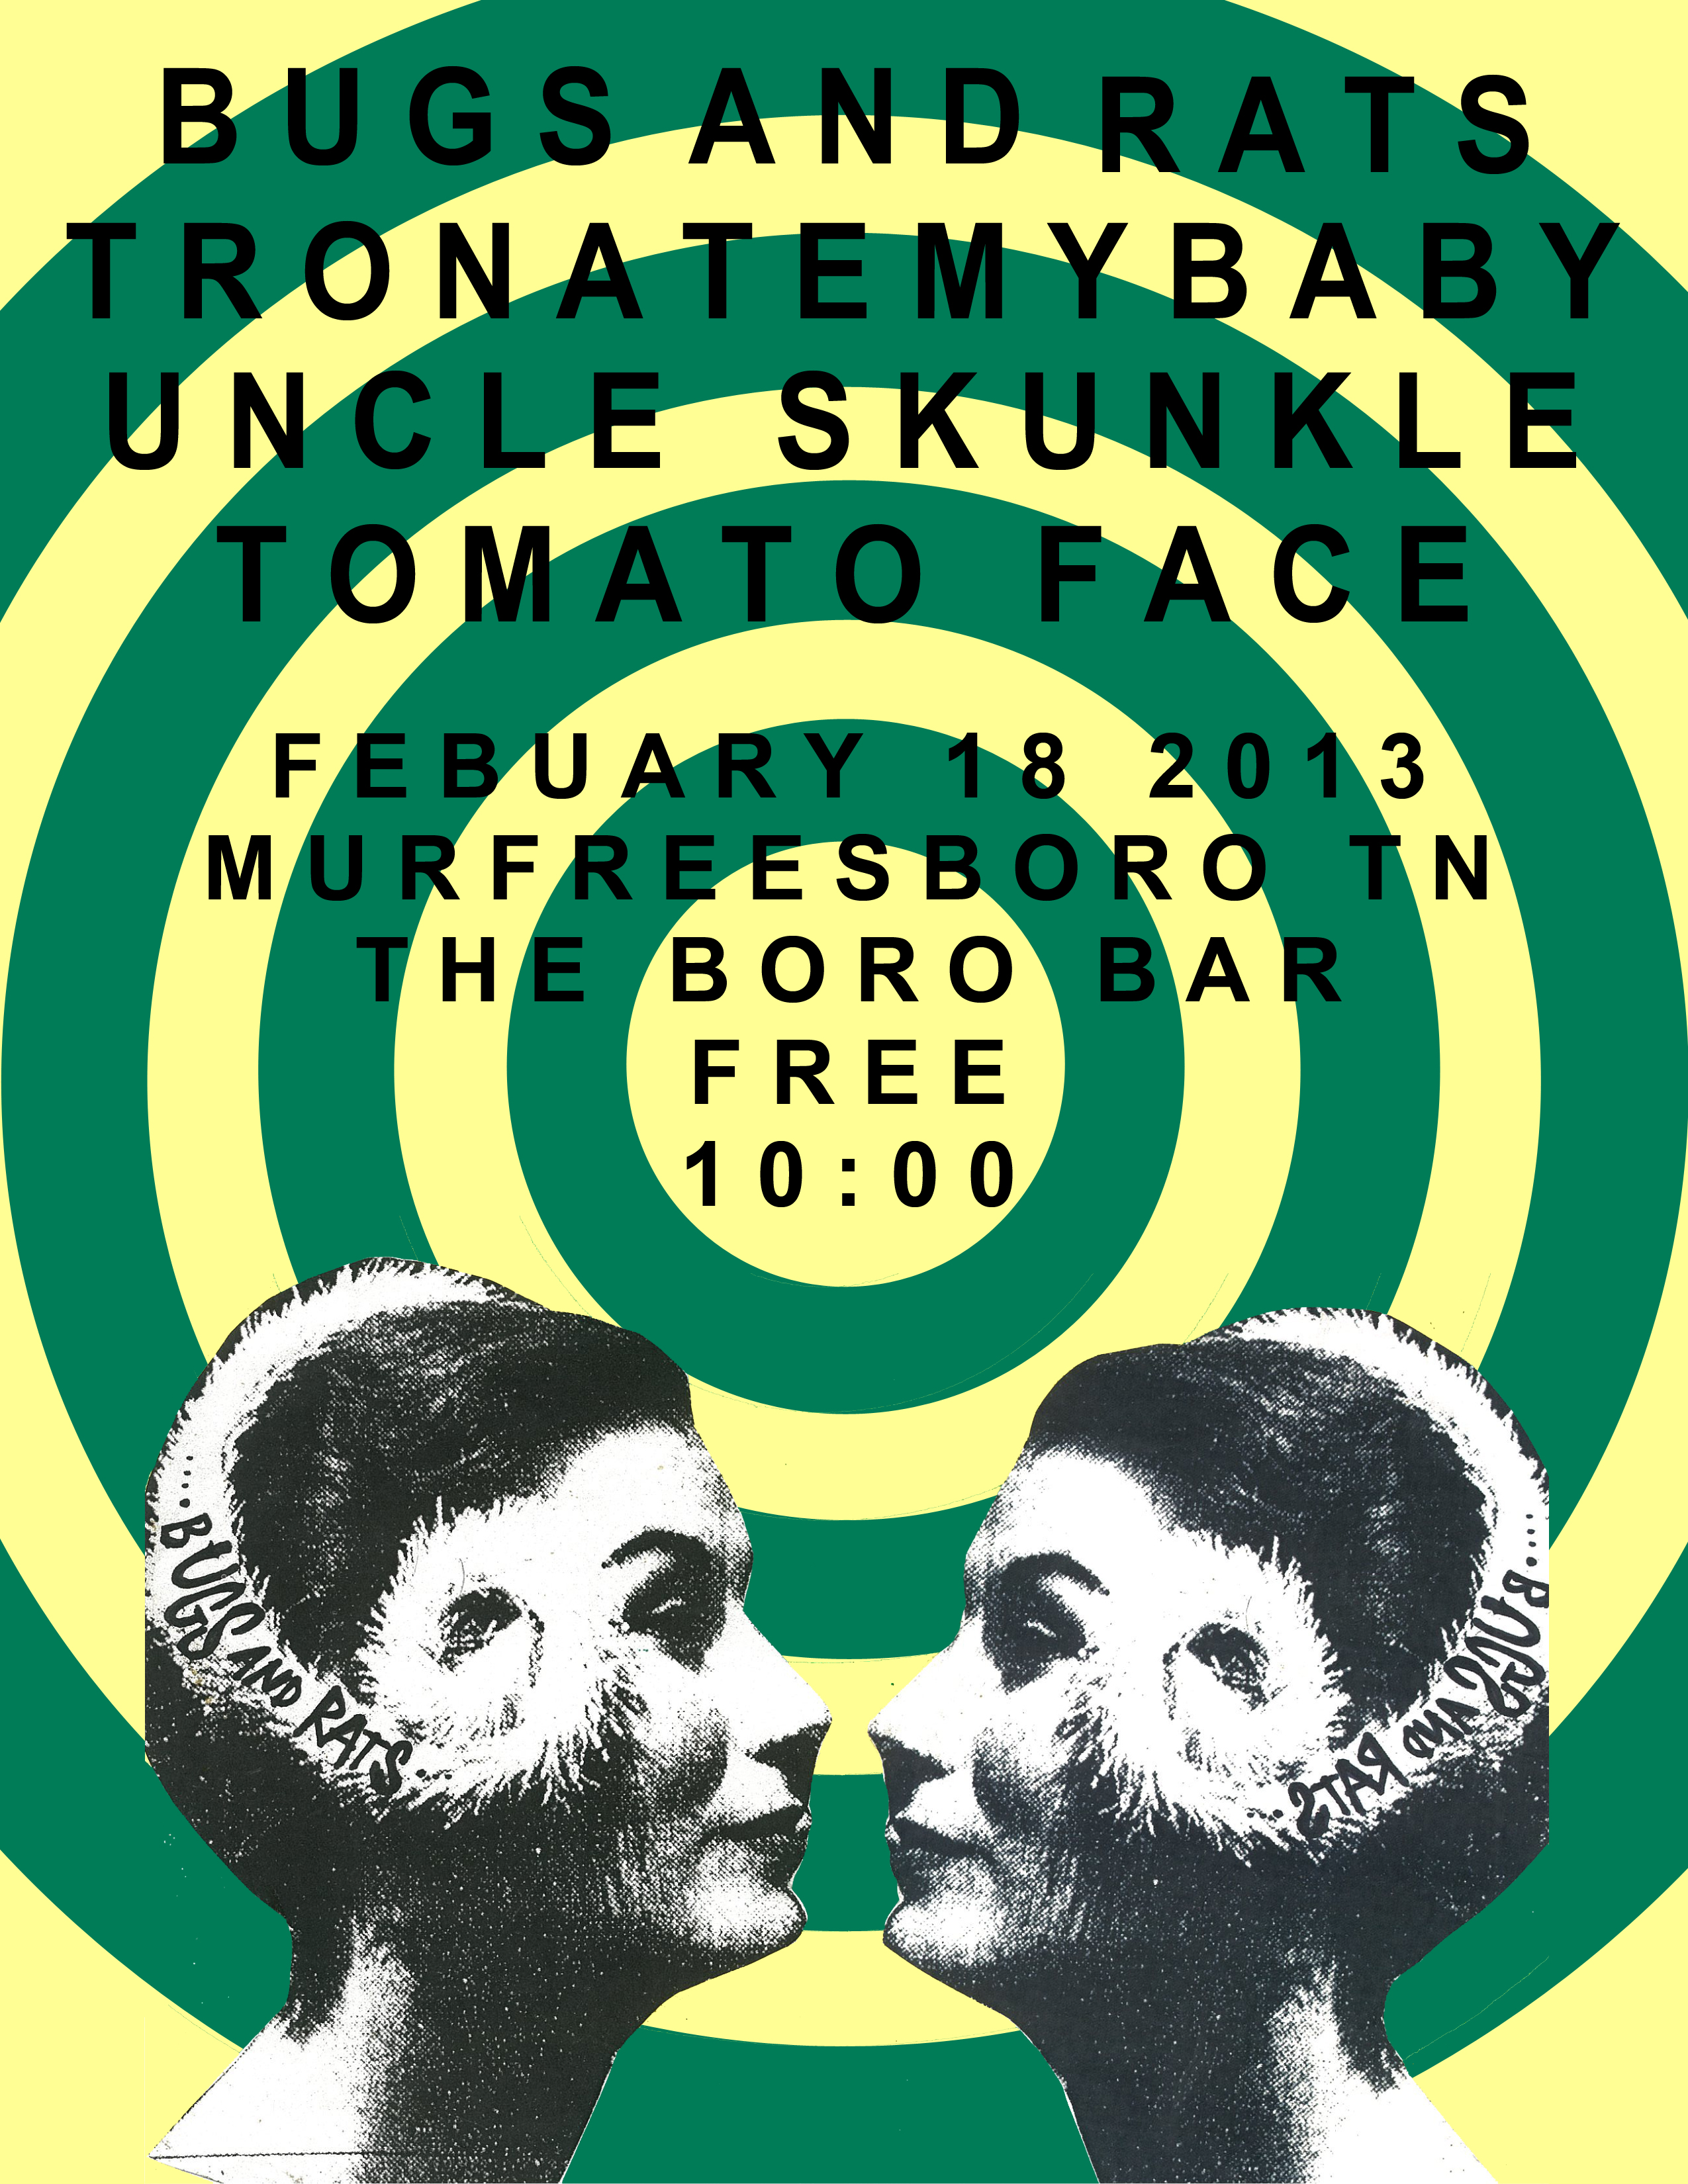 BUGS AND RATS
TRONATEMYBABY
UNCLE SKUNKLE
TOMATO FACE
FEBUARY 18 2013
MURFREESBORO TN
THE BORO BAR
FREE
10:00
....BUGS AND RATS..
....BUGS AND RATS.